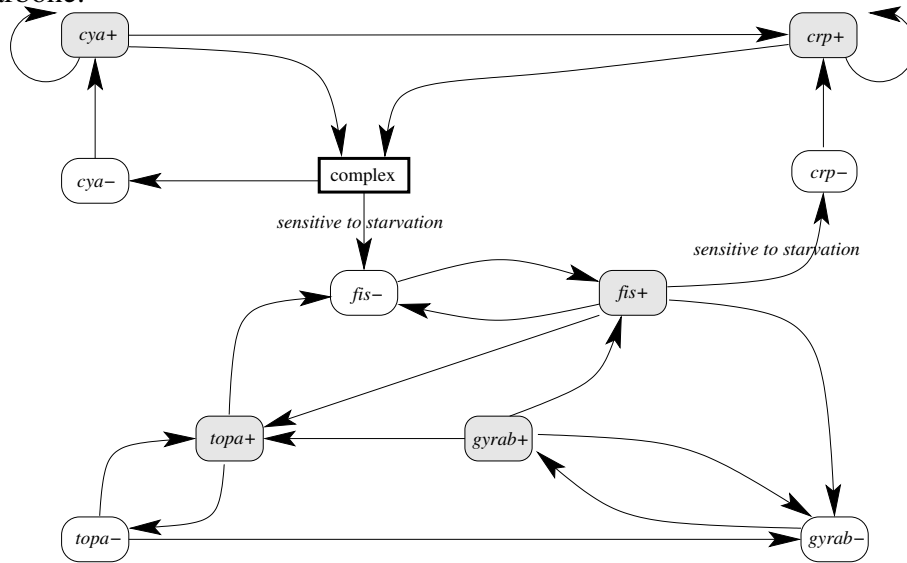 cya+
crp+
complex
cya−
crp−
sensitive to starvation
sensitive to starvation
fis−
fis+
topa+
gyrab+
topa−
gyrab−